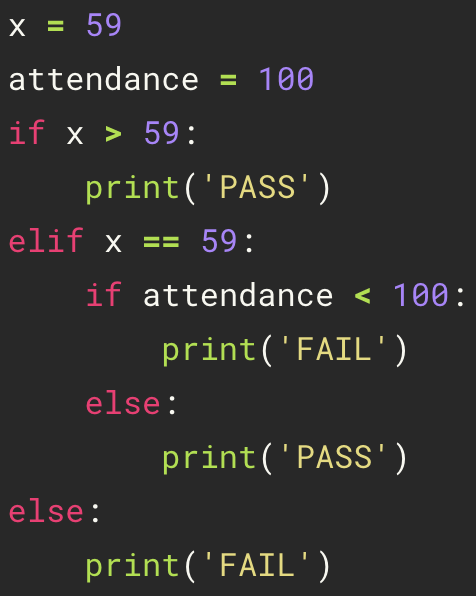 x = 59
attendance = 100
if x > 59:
    print('PASS')
elif x == 59:
    if attendance < 100:
        print('FAIL')
    else:
        print('PASS')
else:
    print('FAIL')